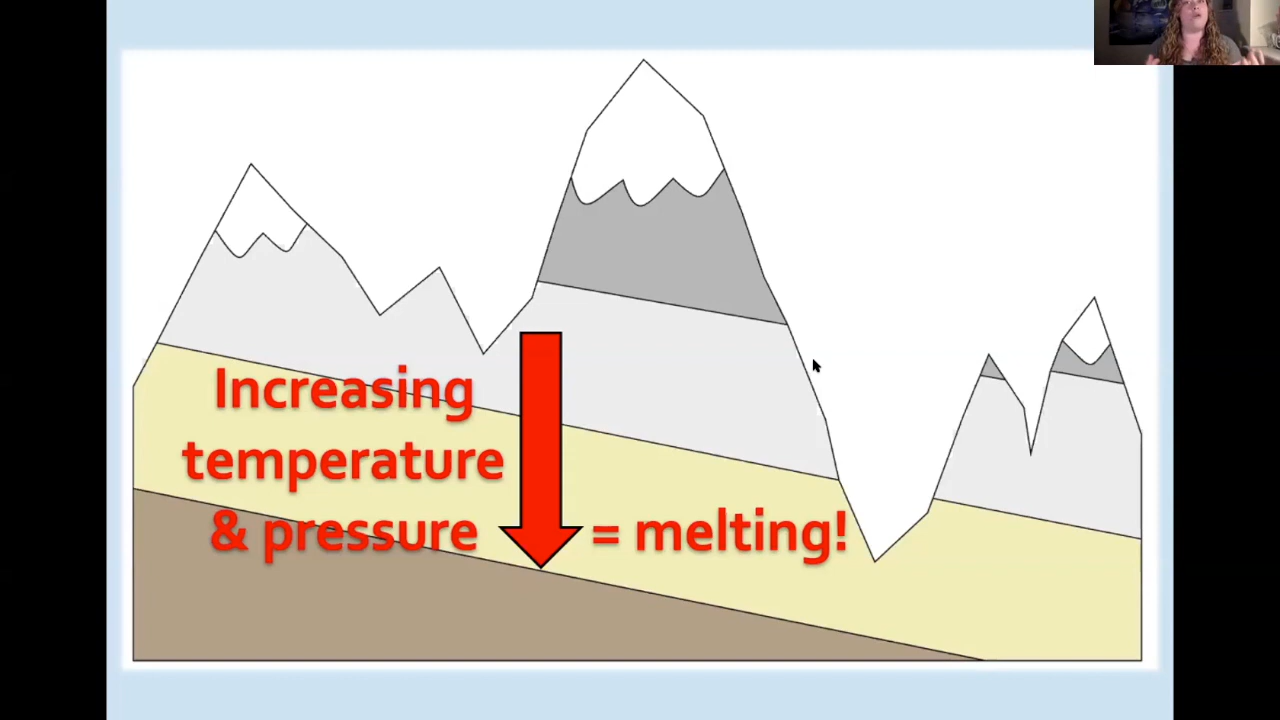 Increasing
temperature
& pressure
= melting!